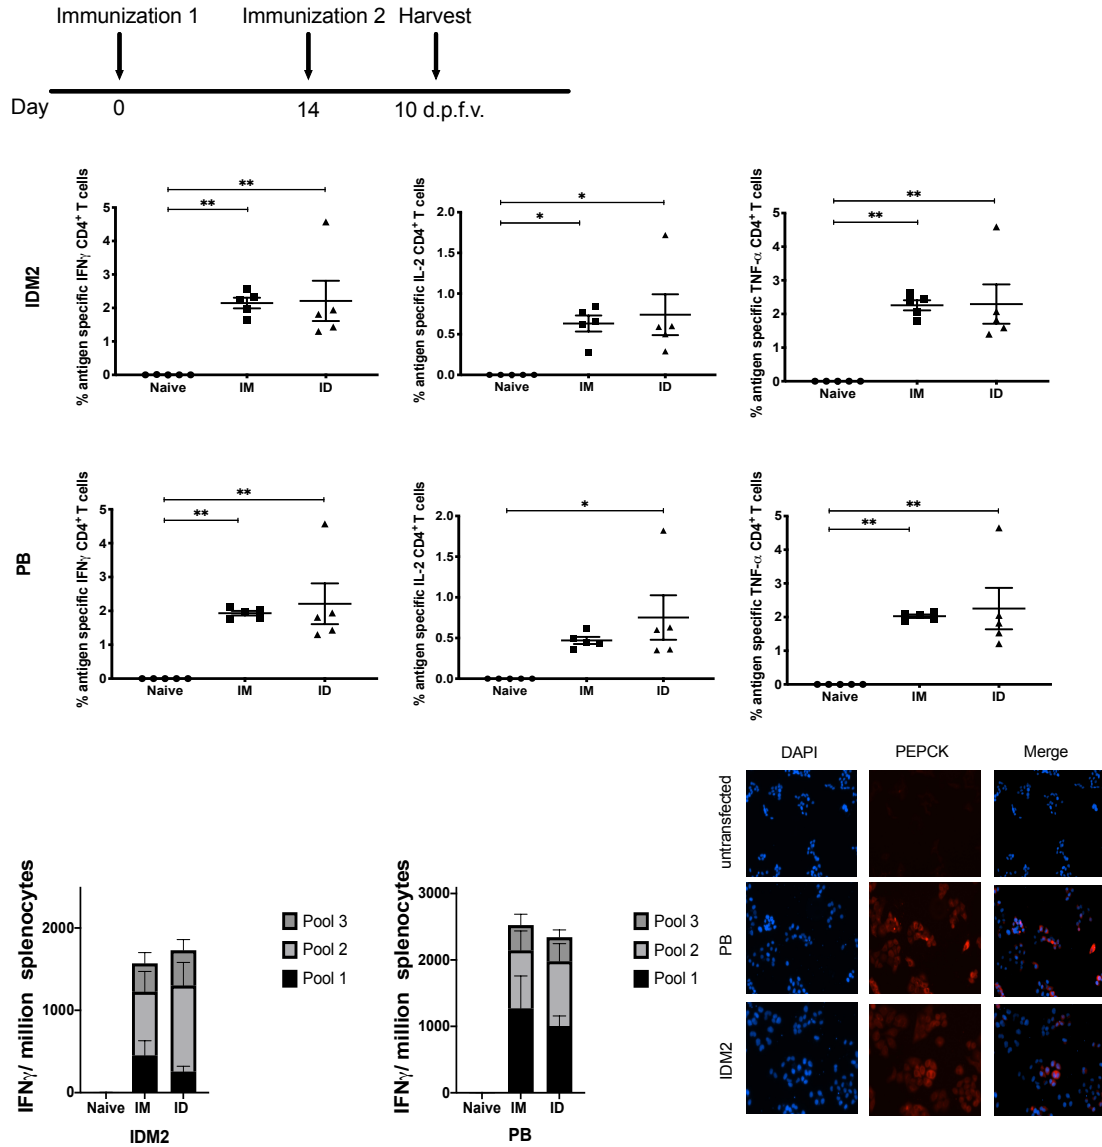 Immunization 1 Immunization 2 Harvest
Day 0 14 10 d.p.f.v.
IDM2
% antigen specific IFNγ CD4+ T cells
5
4
3
2
1
0
**
**
Naive IM ID
% antigen specific IL-2 CD4+ T cells
2.0
1.5
1.0
0.5
0.0
*
*
Naive IM ID
% antigen specific TNF-α CD4+ T cells
5
4
3
2
1
0
**
**
Naive IM ID
PB
% antigen specific IFNγ CD4+ T cells
5
4
3
2
1
0
**
**
Naive IM ID
% antigen specific IL-2 CD4+ T cells
2.0
1.5
1.0
0.5
0.0
*
Naive IM ID
% antigen specific TNF-α CD4+ T cells
5
4
3
2
1
0
**
**
Naive IM ID
IFNγ/ million splenocytes
2000
1000
0
Naive IM ID
IDM2
Pool 3
Pool 2
Pool 1
IFNγ/ million splenocytes
3000
2000
1000
0
Naive IM ID
PB
Pool 3
Pool 2
Pool 1
DAPI PEPCK Merge
untransfected
PB
IDM2